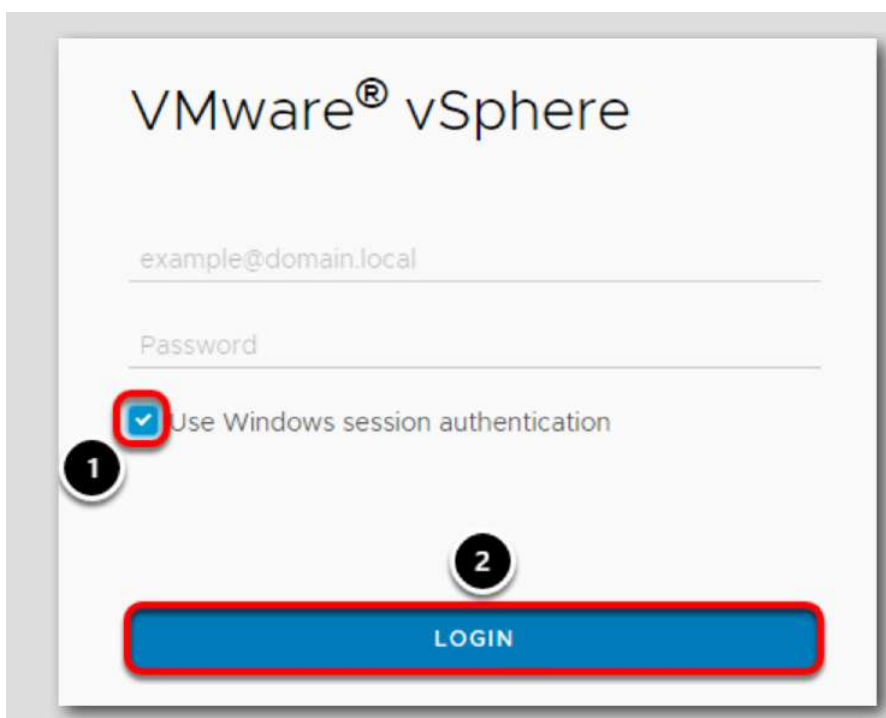 VMware® vSphere
example@domain.local
Password
Use Windows session authentication
1
2
LOGIN